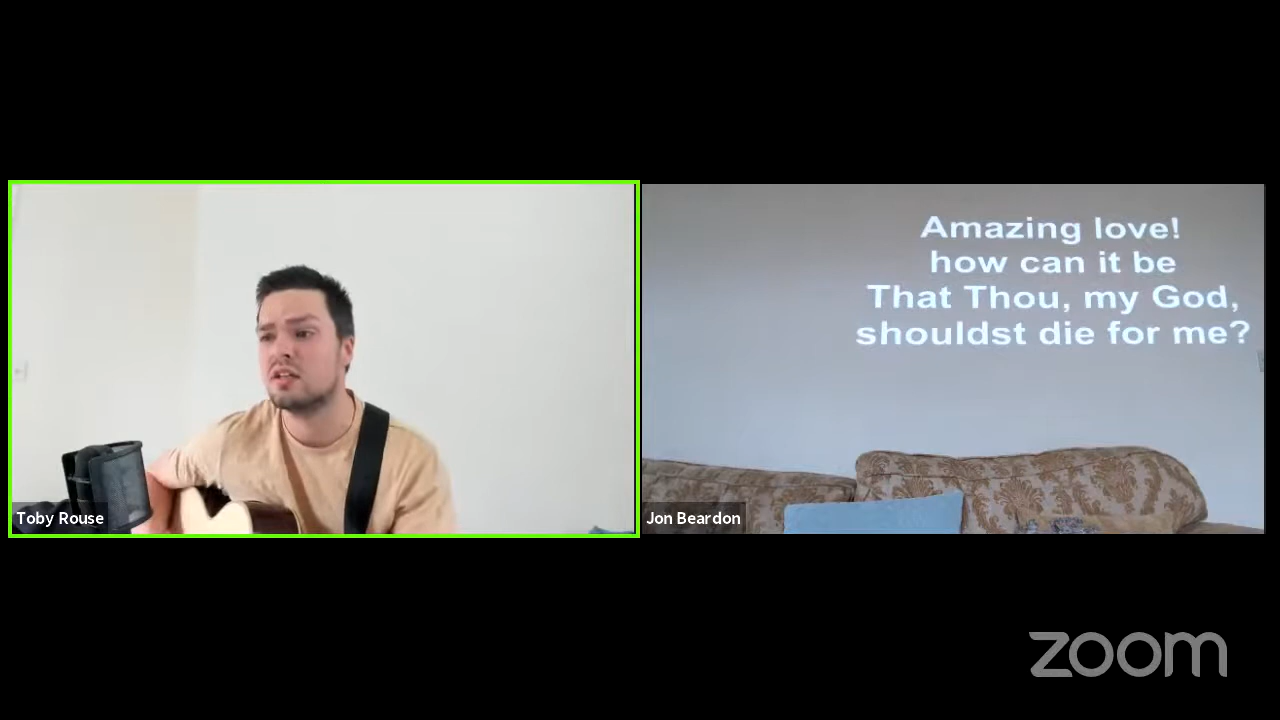 Amazing love!
how can it be
That Thou, my God,
shouldst die for me?
Toby Rouse
Jon Beardon
zoom